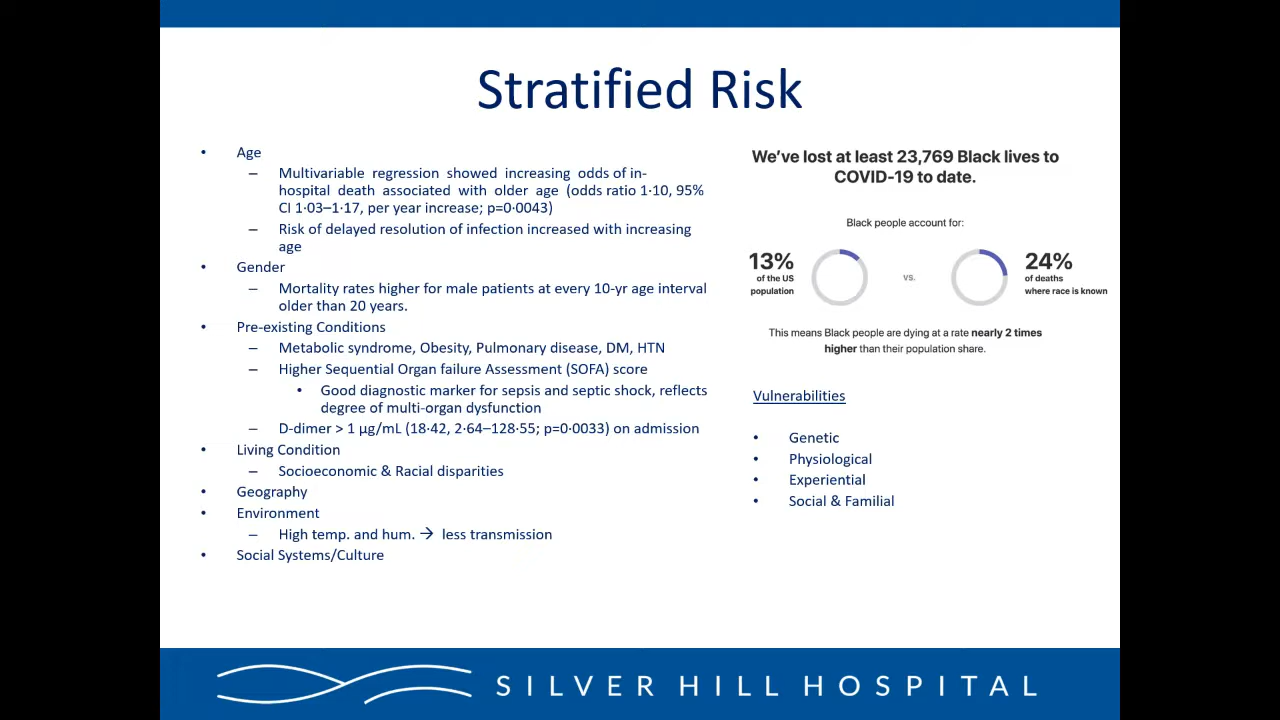 Stratified Risk
• Age
– Multivariable regression showed increasing odds of in-
hospital death associated with older age (odds ratio 1·10, 95%
CI 1·03–1·17, per year increase; p=0·0043)
– Risk of delayed resolution of infection increased with increasing
age
• Gender
– Mortality rates higher for male patients at every 10-yr age interval
older than 20 years.
• Pre-existing Conditions
– Metabolic syndrome, Obesity, Pulmonary disease, DM, HTN
– Higher Sequential Organ failure Assessment (SOFA) score
• Good diagnostic marker for sepsis and septic shock, reflects
degree of multi-organ dysfunction
– D-dimer > 1 μg/mL (18·42, 2·64–128·55; p=0·0033) on admission
• Living Condition
– Socioeconomic & Racial disparities
• Geography
• Environment
– High temp. and hum. → less transmission
• Social Systems/Culture
We've lost at least 23,769 Black lives to
COVID-19 to date.
Black people account for:
13%
of the US
population
vs.
24%
of deaths
where race is known
This means Black people are dying at a rate nearly 2 times
higher than their population share.
Vulnerabilities
• Genetic
• Physiological
• Experiential
• Social & Familial
SILVER HILL HOSPITAL